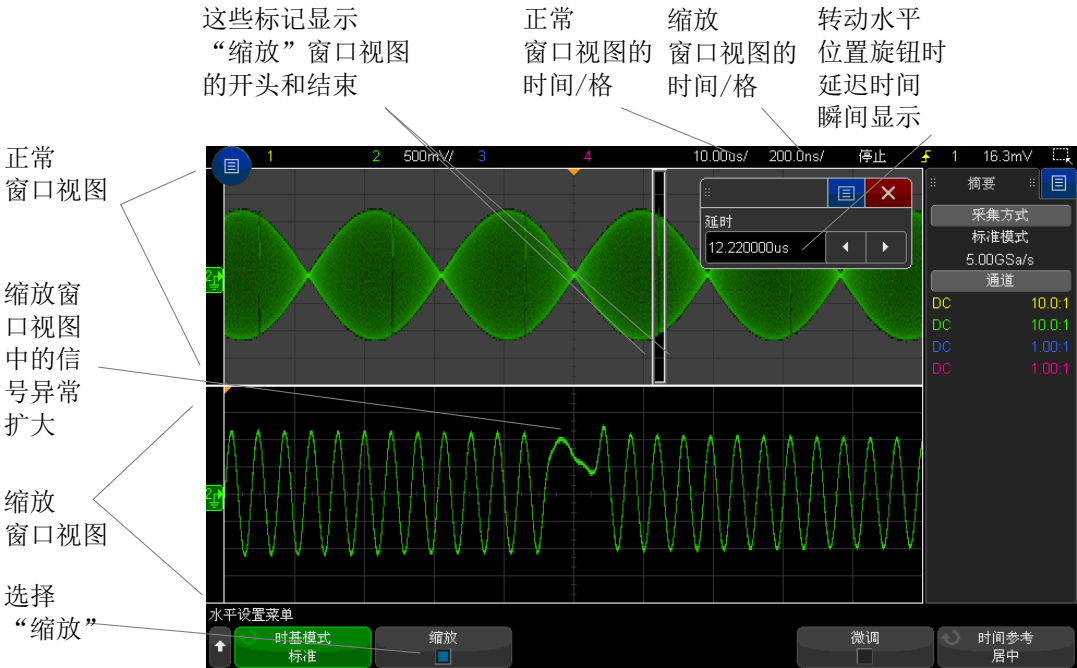 这些标记显示
“缩放”窗口视图
的开头和结束
正常
窗口视图的
时间/格
缩放
窗口视图的
时间/格
转动水平
位置旋钮时
延迟时间
瞬间显示
正常
窗口视图
缩放窗
口视图
中的信
号异常
扩大
缩放
窗口视图
选择
“缩放”
1 2 500mV/ 3 4 10.00us/ 200.0ns/ 停止 1 16.3mV
延时
12.220000us
摘要
采集方式
标准模式
5.00GSa/s
通道
DC 10.0:1
DC 10.0:1
DC 1.00:1
DC 1.00:1
2
2
水平设置菜单
时基模式
标准
缩放
微调
时间参考
居中